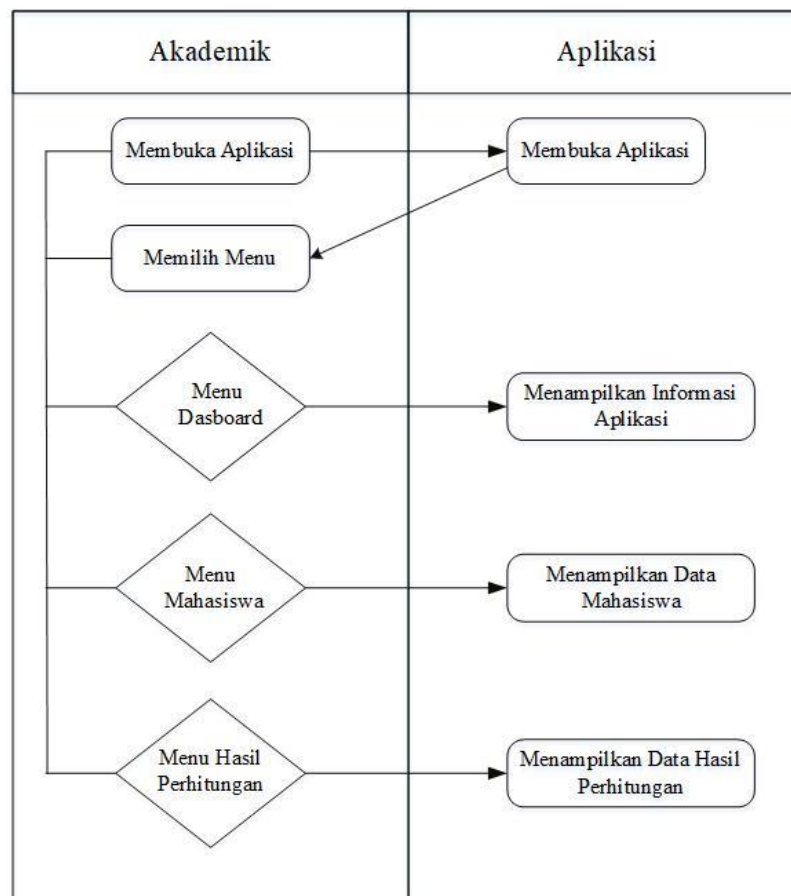 Akademik
Aplikasi
Membuka Aplikasi
Membuka Aplikasi
Memilih Menu
Menu
Dasboard
Menampilkan Informasi
Aplikasi
Menu
Mahasiswa
Menampilkan Data
Mahasiswa
Menu Hasil
Perhitungan
Menampilkan Data Hasil
Perhitungan